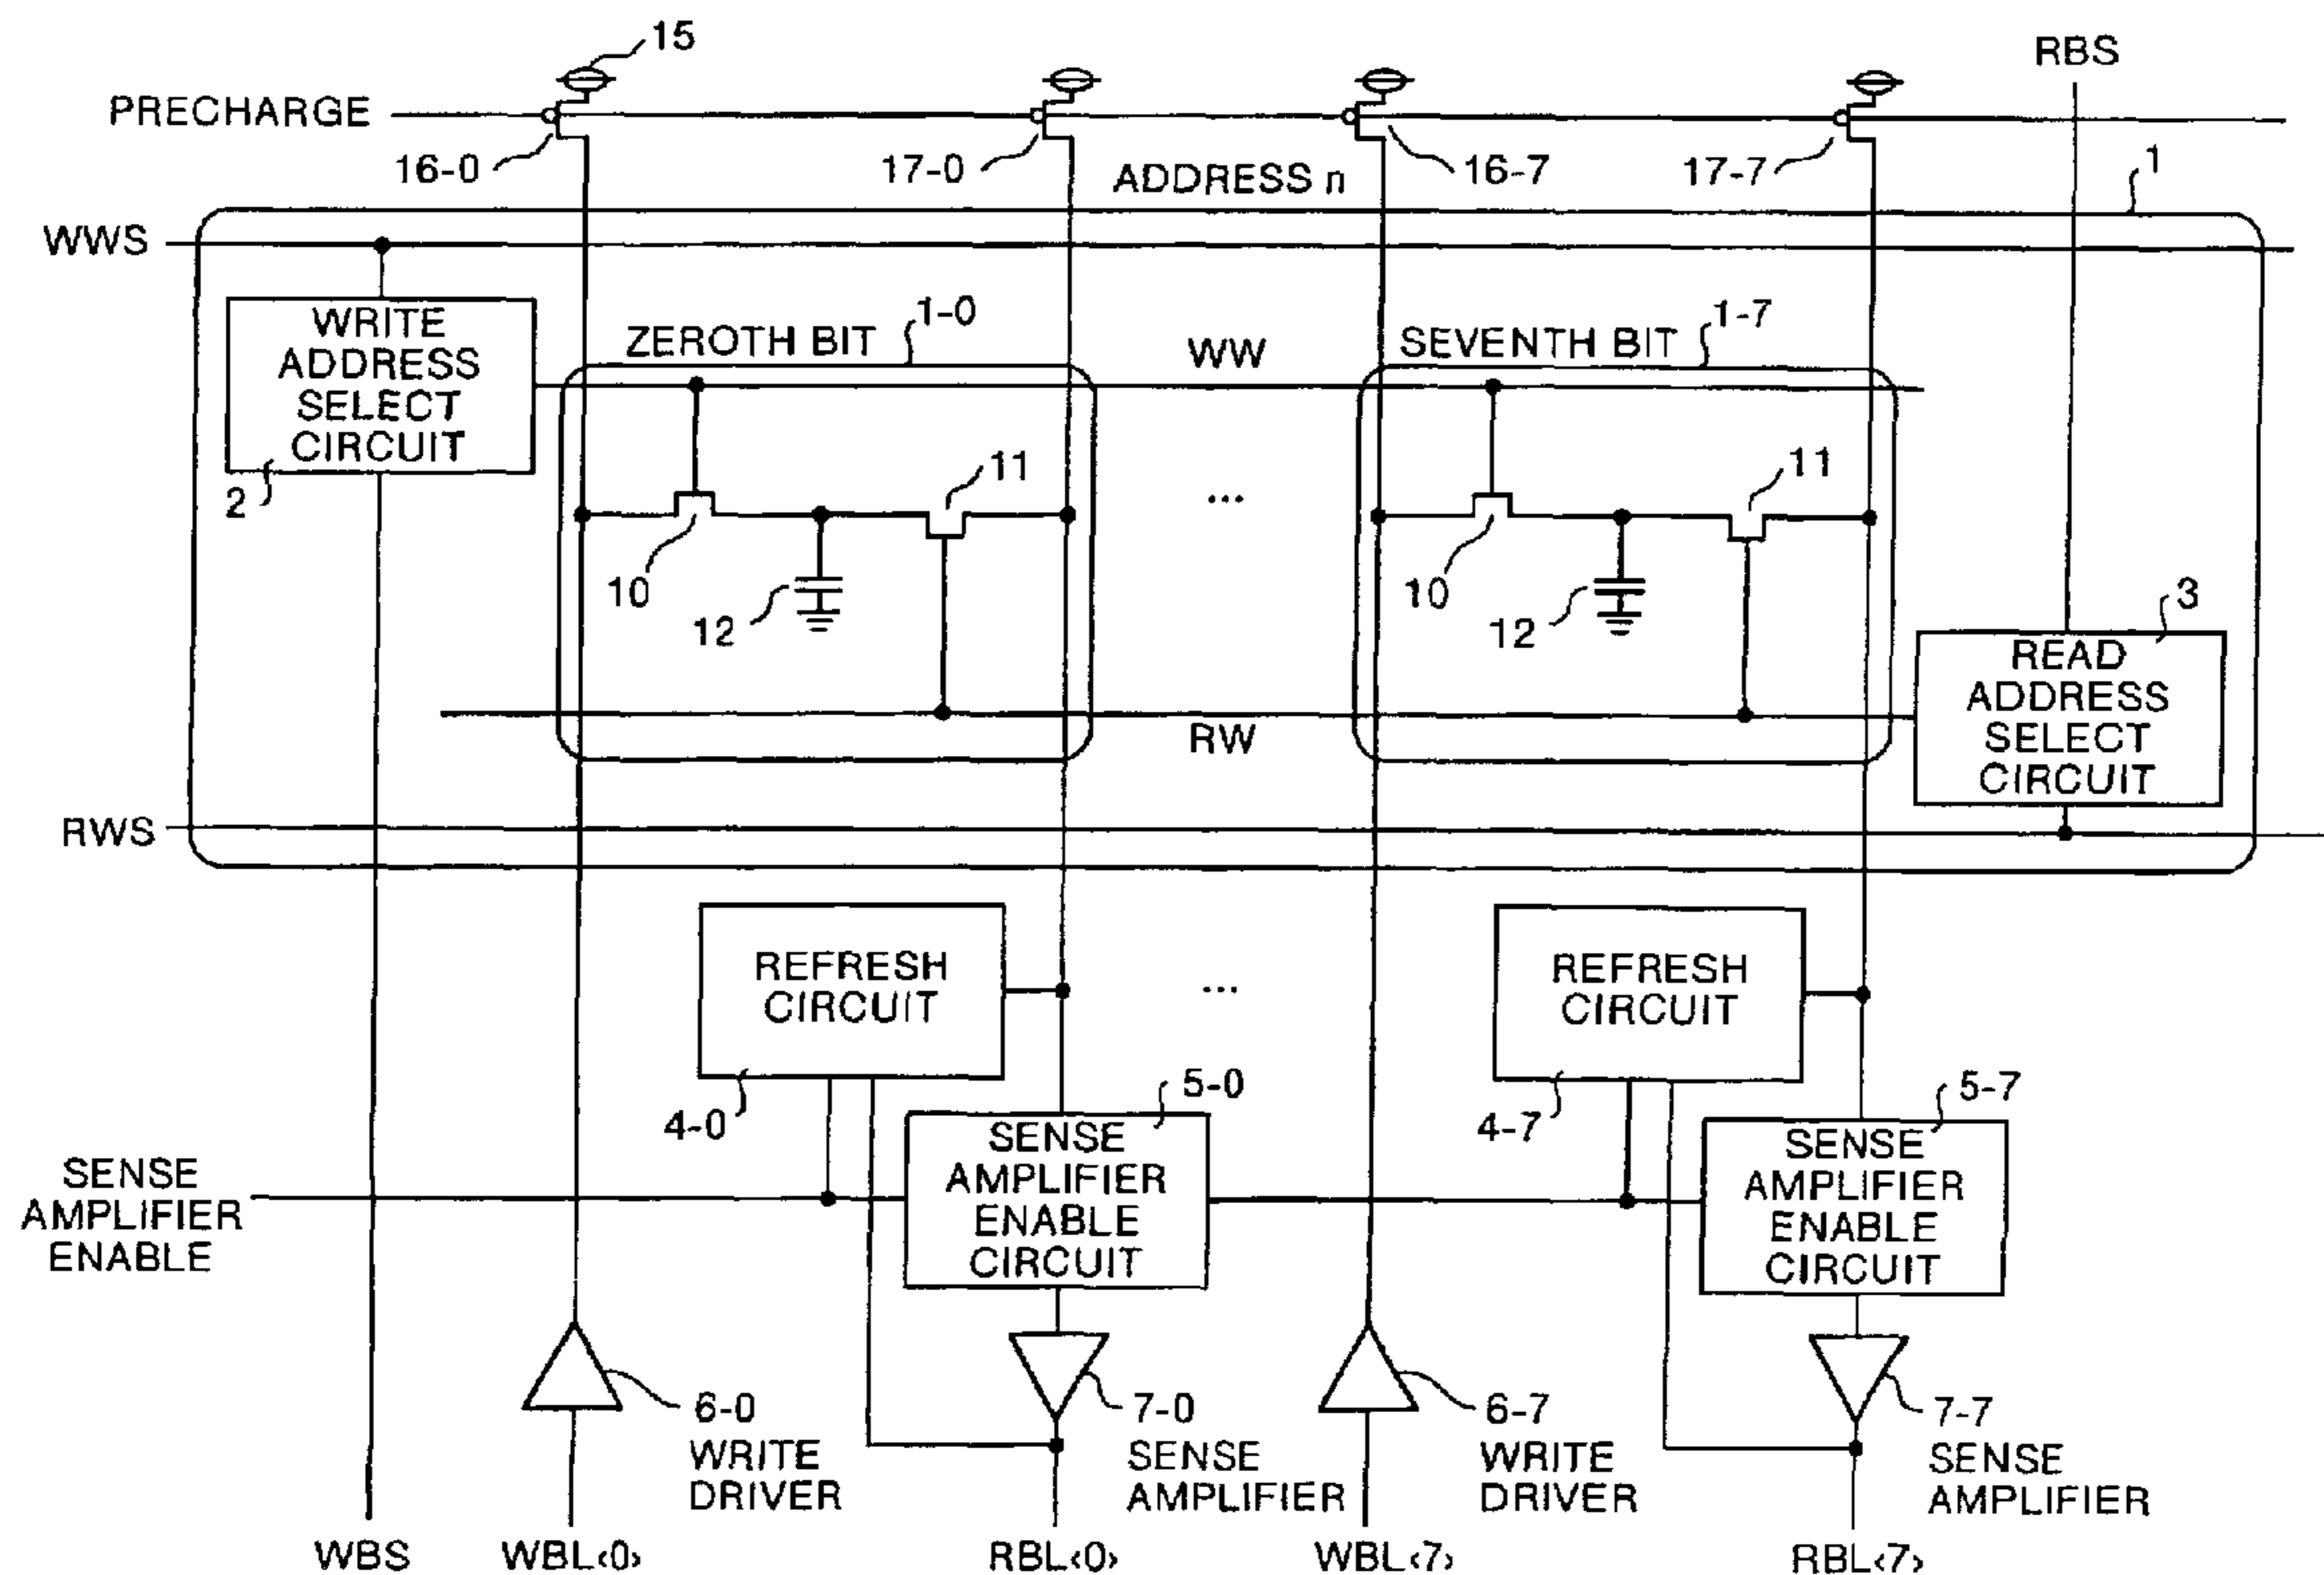 15
RBS
PRECHARGE
16-0
17-0
ADDRESS n
16-7
17-7
1
WWS
WRITE
ADDRESS
SELECT
CIRCUIT
2
ZEROTH BIT
1-0
WW
SEVENTH BIT
1-7
11
11
...
10
12
10
12
3
READ
ADDRESS
SELECT
CIRCUIT
RW
RWS
REFRESH
CIRCUIT
...
REFRESH
CIRCUIT
4-0
5-0
4-7
5-7
SENSE
AMPLIFIER
ENABLE
SENSE
AMPLIFIER
ENABLE
CIRCUIT
SENSE
AMPLIFIER
ENABLE
CIRCUIT
6-0
WRITE
DRIVER
7-0
SENSE
AMPLIFIER
6-7
WRITE
DRIVER
7-7
SENSE
AMPLIFIER
WBS
WBL‹0›
RBL‹0›
WBL‹7›
RBL‹7›